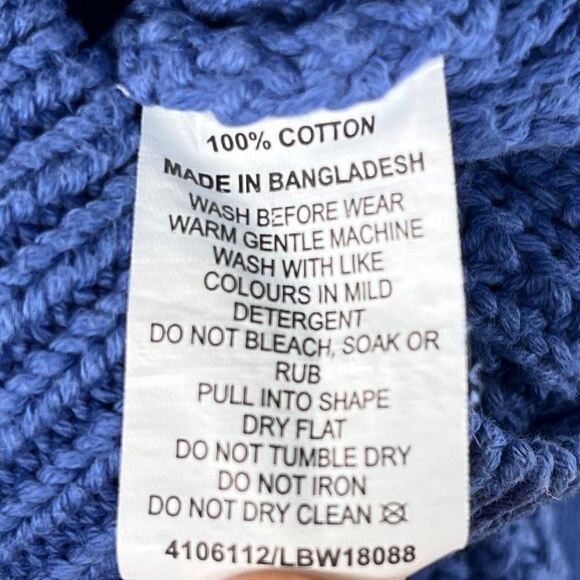 100% COTTON
MADE IN BANGLADESH
WASH BEFORE WEAR
WARM GENTLE MACHINE
WASH WITH LIKE
COLOURS IN MILD
DETERGENT
DO NOT BLEACH, SOAK OR
RUB
PULL INTO SHAPE
DRY FLAT
DO NOT TUMBLE DRY
DO NOT IRON
DO NOT DRY CLEAN
4106112/LBW18088